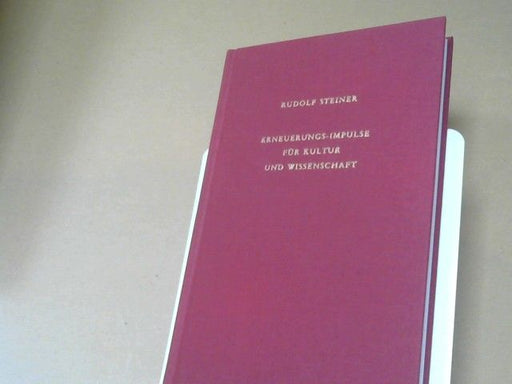 RUDOLF STEINER
ERNEUERUNGS-IMPULSE
FÜR KULTUR
UND WISSENSCHAFT